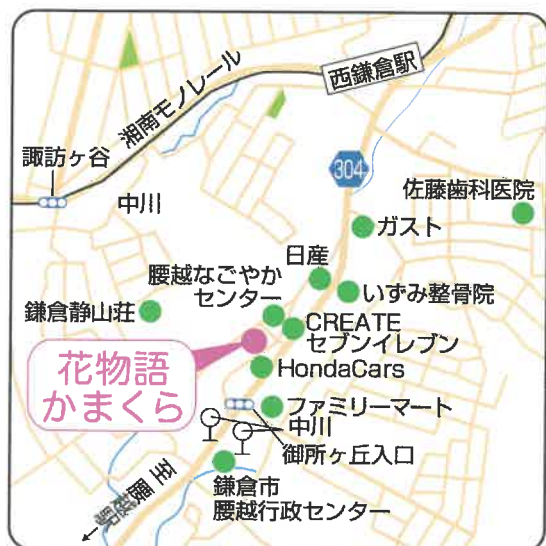 西鎌倉駅
湘南モノレール
諏訪ヶ谷
304
中川
佐藤歯科医院
ガスト
日産
腰越なごやか
センター
いずみ整骨院
鎌倉静山荘
CREATE
セブンイレブン
花物語
かまくら
HondaCars
ファミリーマート
中川
御所ヶ丘入口
至腰越駅
鎌倉市
腰越行政センター